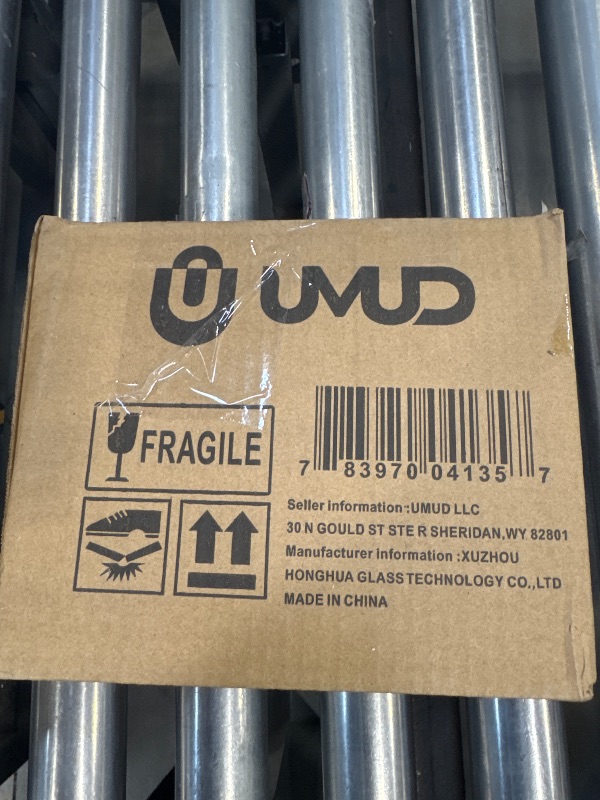 UMUD
FRAGILE
7 83970 04135 7
Seller information :UMUD LLC
30 N GOULD ST STE R SHERIDAN,WY 82801
Manufacturer information :XUZHOU
HONGHUA GLASS TECHNOLOGY CO.,LTD
MADE IN CHINA